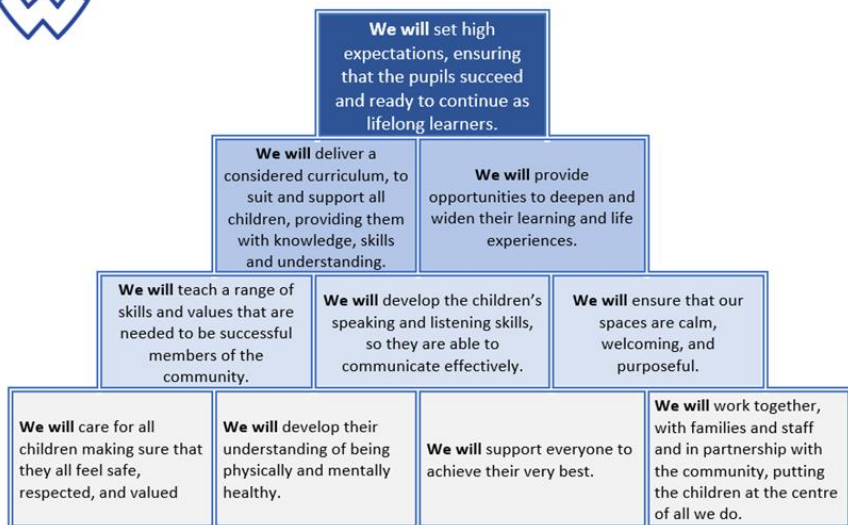 We will set high
expectations, ensuring
that the pupils succeed
and ready to continue as
lifelong learners.
We will deliver a
considered curriculum, to
suit and support all
children, providing them
with knowledge, skills
and understanding.
We will provide
opportunities to deepen and
widen their learning and life
experiences.
We will teach a range of
skills and values that are
needed to be successful
members of the
community.
We will develop the children’s
speaking and listening skills,
so they are able to
communicate effectively.
We will ensure that our
spaces are calm,
welcoming, and
purposeful.
We will care for all
children making sure that
they all feel safe,
respected, and valued
We will develop their
understanding of being
physically and mentally
healthy.
We will support everyone to
achieve their very best.
We will work together,
with families and staff
and in partnership with
the community, putting
the children at the centre
of all we do.